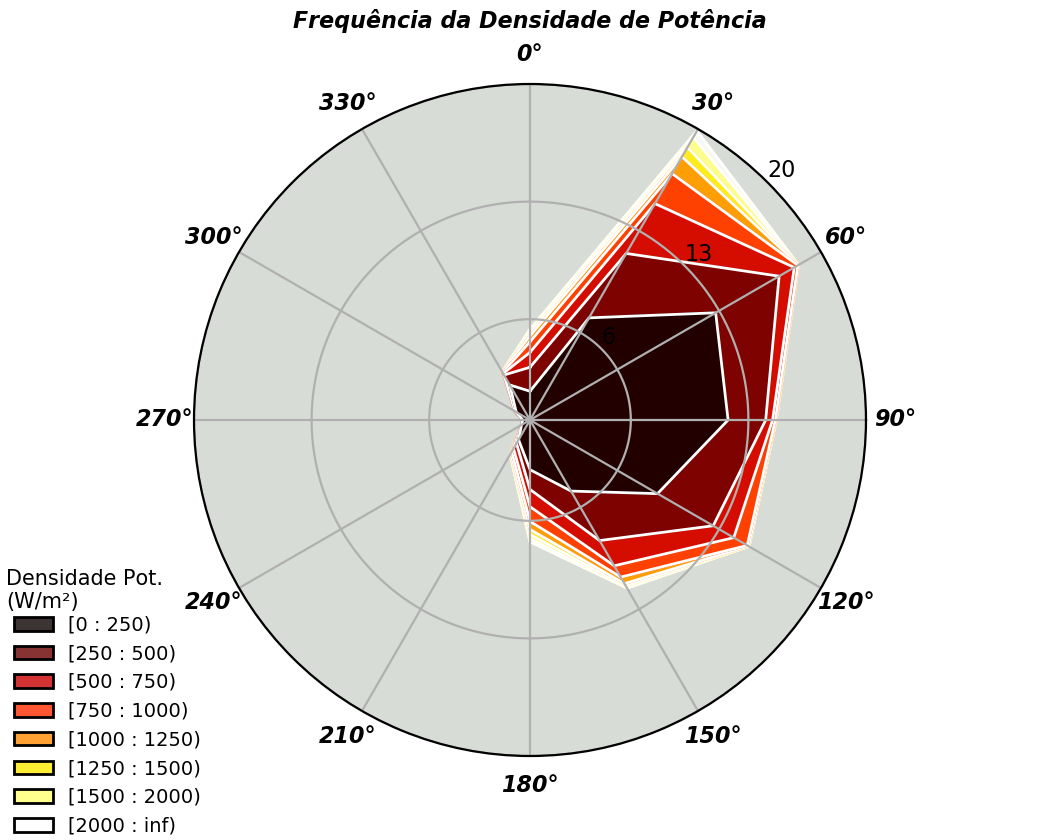 Frequência da Densidade de Potência
0°
330°
30°
20
300°
60°
13
6
270°
90°
240°
120°
210°
150°
180°
Densidade Pot.
(W/m²)
[0 : 250)
[250 : 500)
[500 : 750)
[750 : 1000)
[1000 : 1250)
[1250 : 1500)
[1500 : 2000)
[2000 : inf)